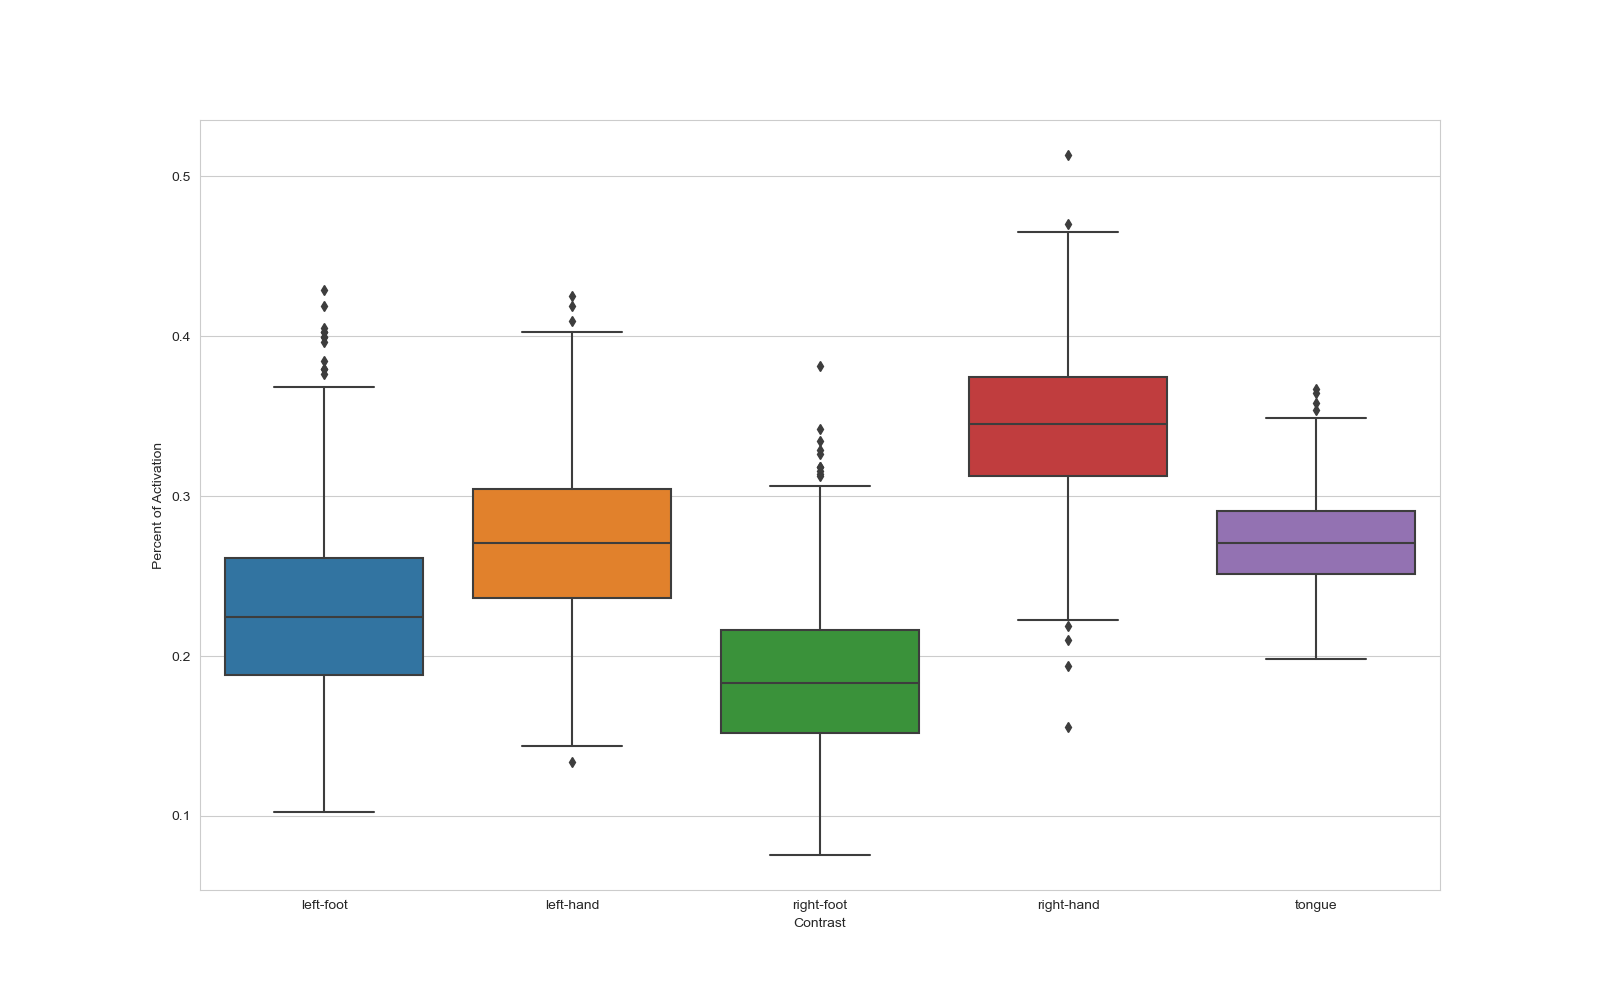 0.5
0.4
0.3
0.2
0.1
Percent of Activation
left-foot
left-hand
right-foot
right-hand
tongue
Contrast